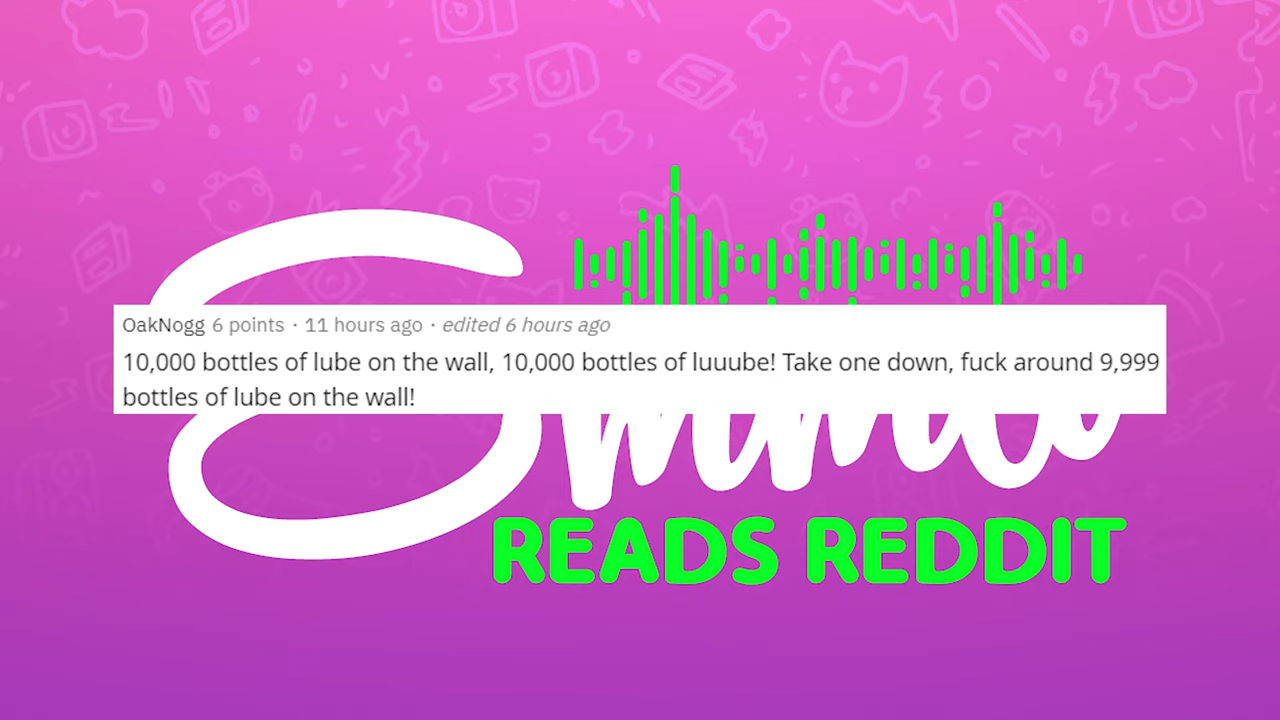 OakNogg 6 points · 11 hours ago · edited 6 hours ago
10,000 bottles of lube on the wall, 10,000 bottles of luuube! Take one down, fuck around 9,999
bottles of lube on the wall!
READS REDDIT